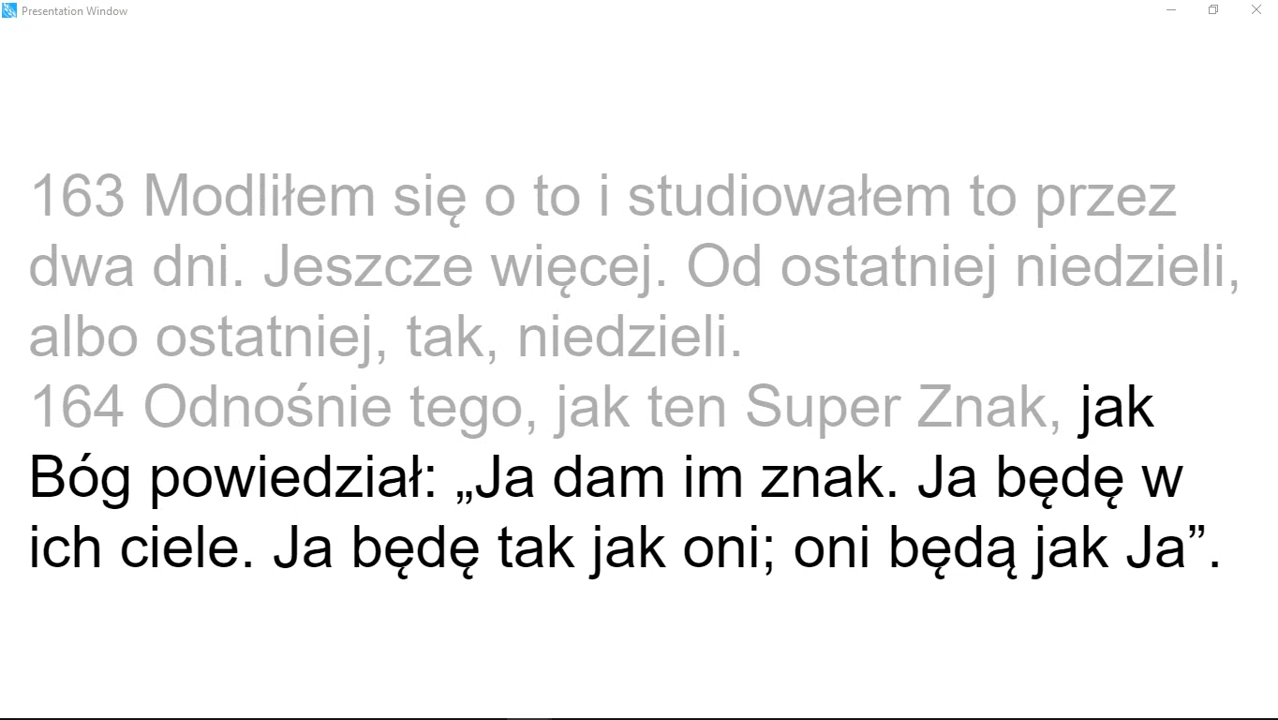 Presentation Window
163 Modliłem się o to i studiowałem to przez
dwa dni. Jeszcze więcej. Od ostatniej niedzieli,
albo ostatniej, tak, niedzieli.
164 Odnośnie tego, jak ten Super Znak, jak
Bóg powiedział: „Ja dam im znak. Ja będę w
ich ciele. Ja będę tak jak oni; oni będą jak Ja”.